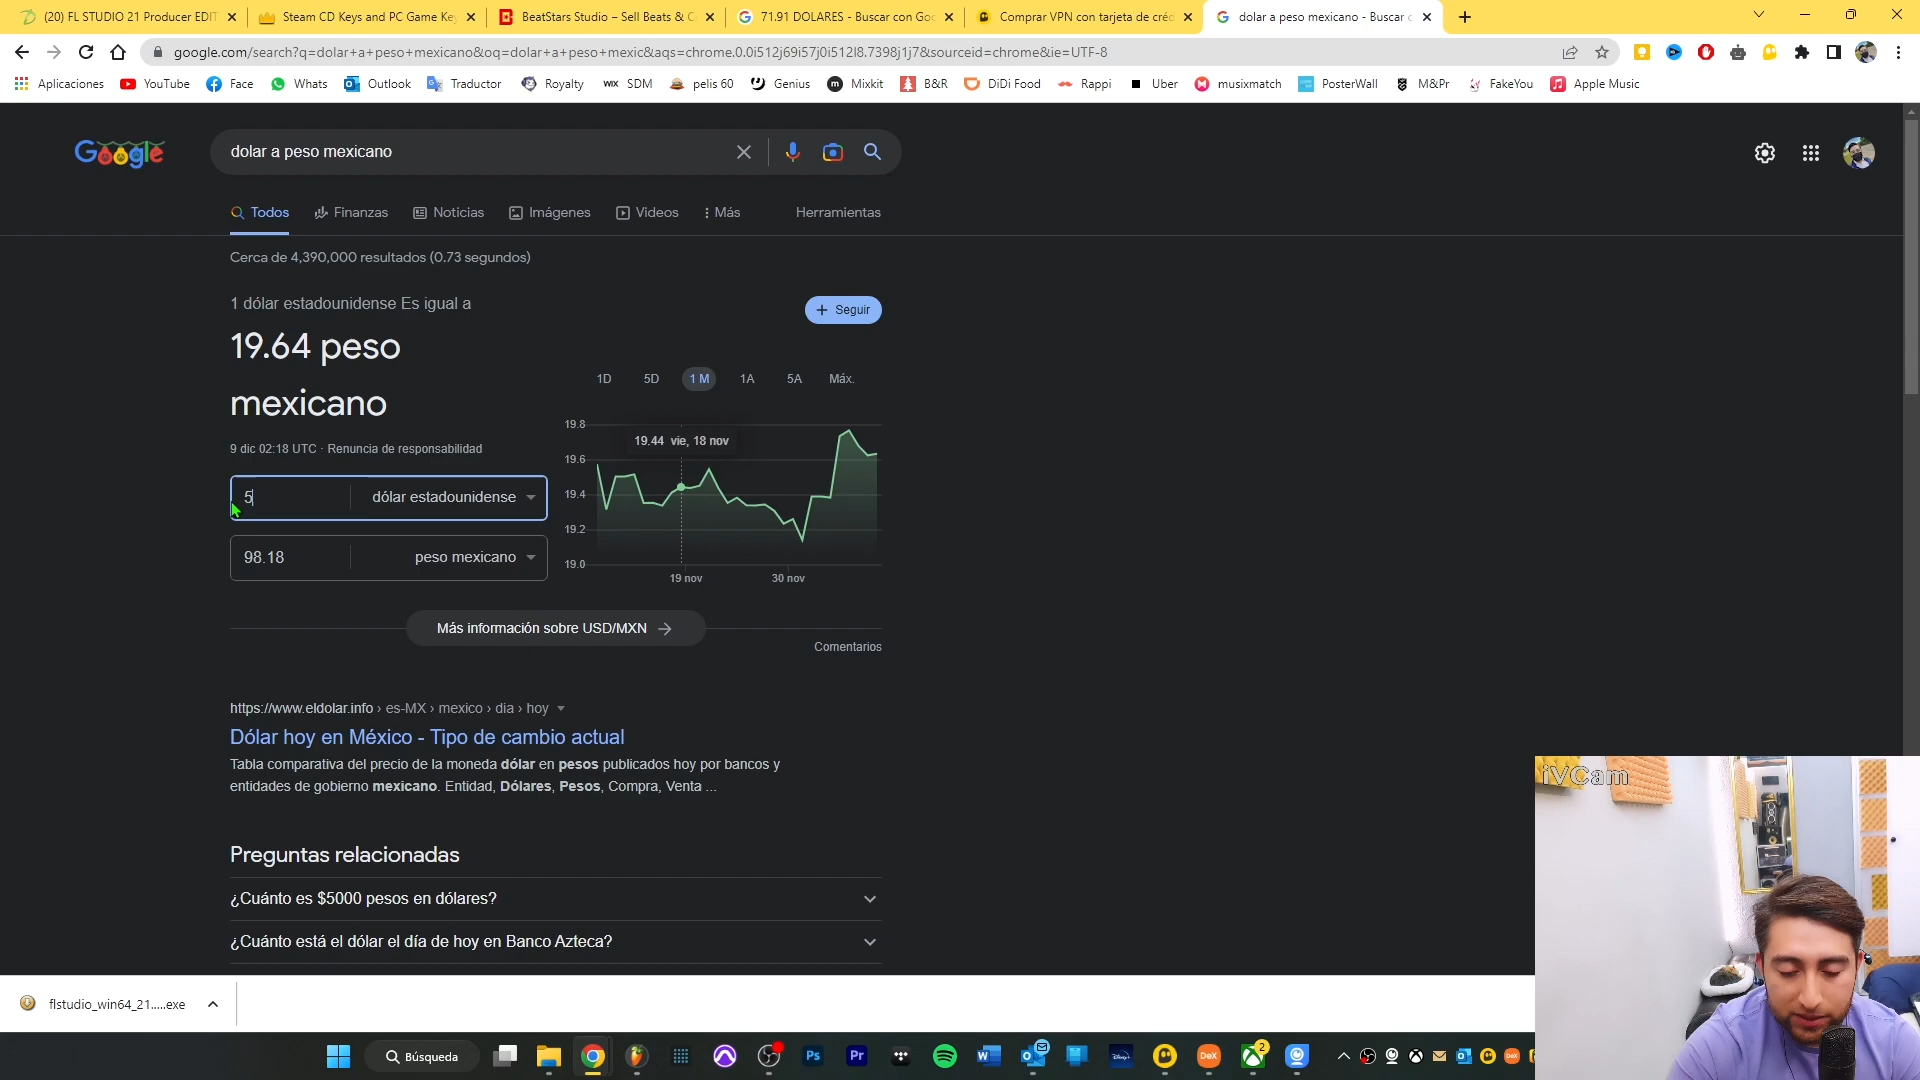 (20) FL STUDIO 21 Producer EDIT
Steam CD Keys and PC Game Key
BeatStars Studio – Sell Beats & C
71.91 DOLARES - Buscar con Goo
Comprar VPN con tarjeta de créd
dolar a peso mexicano - Buscar c
google.com/search?q=dolar+a+peso+mexicano&oq=dolar+a+peso+mexic&aqs=chrome.0.0i512j69i57j0i512l8.7398j1j7&sourceid=chrome&ie=UTF-8
Aplicaciones YouTube Face Whats Outlook Traductor Royalty WIX SDM pelis 60 Genius Mixkit B&R DiDi Food Rappi Uber musixmatch PosterWall M&Pr FakeYou Apple Music
Google
dolar a peso mexicano
Todos Finanzas Noticias Imágenes Videos Más Herramientas
Cerca de 4,390,000 resultados (0.73 segundos)
1 dólar estadounidense Es igual a
+ Seguir
19.64 peso
mexicano
9 dic 02:18 UTC · Renuncia de responsabilidad
5 dólar estadounidense
98.18 peso mexicano
1D 5D 1 M 1A 5A Máx.
19.8
19.44 vie, 18 nov
19.6
19.4
19.2
19.0
19 nov 30 nov
Más información sobre USD/MXN
Comentarios
https://www.eldolar.info › es-MX › mexico › dia › hoy
Dólar hoy en México - Tipo de cambio actual
Tabla comparativa del precio de la moneda dólar en pesos publicados hoy por bancos y
entidades de gobierno mexicano. Entidad, Dólares, Pesos, Compra, Venta ...
Preguntas relacionadas
¿Cuánto es $5000 pesos en dólares?
¿Cuánto está el dólar el día de hoy en Banco Azteca?
iVCam
flstudio_win64_21.....exe
Búsqueda
Ps
Pr
DeX
2